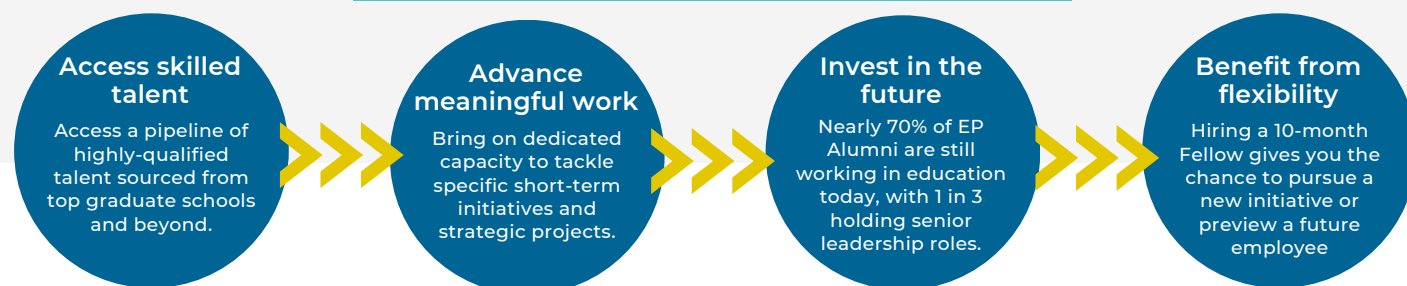 Access skilled
talent
Access a pipeline of
highly-qualified
talent sourced from
top graduate schools
and beyond.
Advance
meaningful work
Bring on dedicated
capacity to tackle
specific short-term
initiatives and
strategic projects.
Invest in the
future
Nearly 70% of EP
Alumni are still
working in education
today, with 1 in 3
holding senior
leadership roles.
Benefit from
flexibility
Hiring a 10-month
Fellow gives you the
chance to pursue a
new initiative or
preview a future
employee